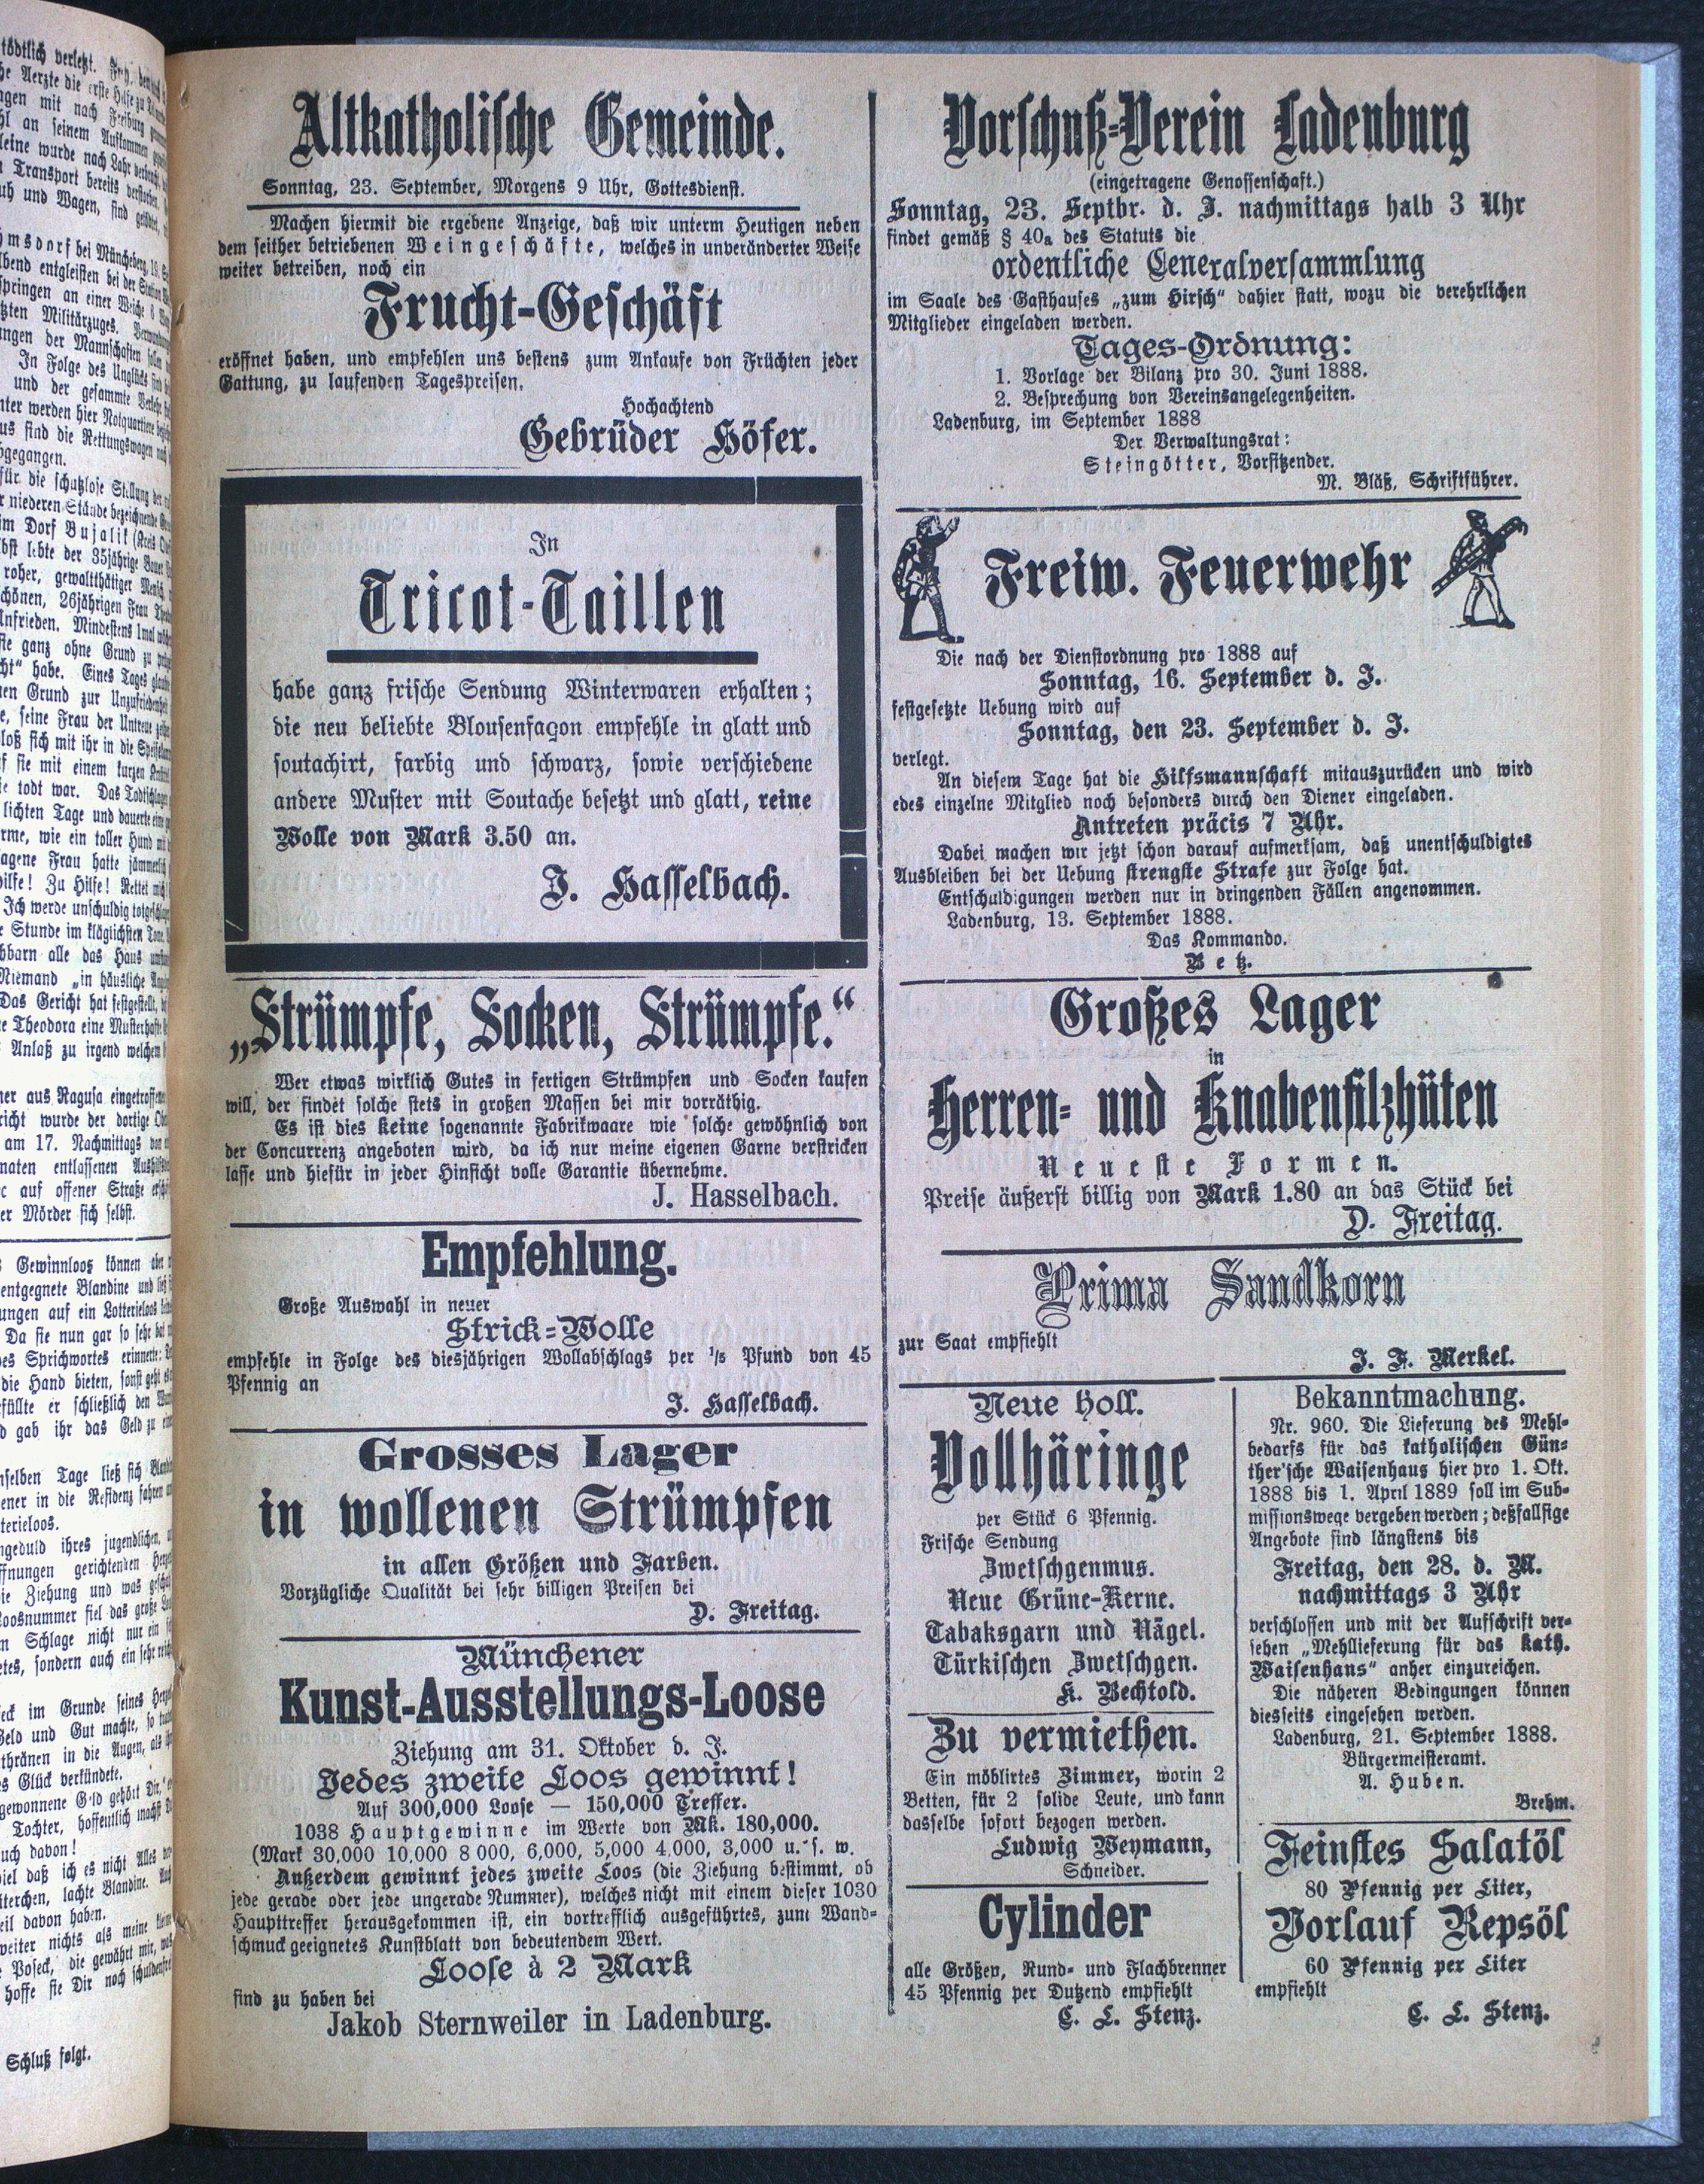 Altkatholische Gemeinde.
Sonntag, 23. September, Morgens 9 Uhr, Gottesdienst.
Machen hiermit die ergebene Anzeige, daß wir unterm Heutigen neben
dem seither betriebenen Weingeschäfte, welches in unveränderter Weise
weiter betreiben, noch ein
Frucht-Geschäft
eröffnet haben, und empfehlen uns bestens zum Ankaufe von Früchten jeder
Gattung, zu laufenden Tagespreisen.
Hochachtend
Gebrüder Höfer.
In
Tricot-Taillen
habe ganz frische Sendung Winterwaren erhalten;
die neu beliebte Blousenfaçon empfehle in glatt und
soutachirt, farbig und schwarz, sowie verschiedene
andere Muster mit Soutache besetzt und glatt, reine
Wolle von Mark 3.50 an.
J. Hasselbach.
„Strümpfe, Socken, Strümpfe.“
Wer etwas wirklich Gutes in fertigen Strümpfen und Socken kaufen
will, der findet solche stets in großen Massen bei mir vorräthig.
Es ist dies keine sogenannte Fabrikwaare wie solche gewöhnlich von
der Concurrenz angeboten wird, da ich nur meine eigenen Garne verstricken
lasse und hiefür in jeder Hinsicht volle Garantie übernehme.
J. Hasselbach.
Empfehlung.
Große Auswahl in neuer
Strick-Wolle
empfehle in Folge des diesjährigen Wollabschlags per 1/5 Pfund von 45
Pfennig an
J. Hasselbach.
Grosses Lager
in wollenen Strümpfen
in allen Größen und Farben.
Vorzügliche Qualität bei sehr billigen Preisen bei
D. Freitag.
Münchener
Kunst-Ausstellungs-Loose
Ziehung am 31. Oktober d. J.
Jedes zweite Loos gewinnt!
Auf 300,000 Loose — 150,000 Treffer.
1038 Hauptgewinne im Werte von Mk. 180,000.
(Mark 30,000 10,000 8 000, 6,000, 5,000 4,000, 3,000 u. s. w.
Außerdem gewinnt jedes zweite Loos (die Ziehung bestimmt, ob
jede gerade oder jede ungerade Nummer), welches nicht mit einem dieser 1030
Haupttreffer herausgekommen ist, ein vortrefflich ausgeführtes, zum Wand-
schmuck geeignetes Kunstblatt von bedeutendem Wert.
Loose à 2 Mark
sind zu haben bei
Jakob Sternweiler in Ladenburg.
Vorschuß-Verein Ladenburg
(eingetragene Genossenschaft.)
Sonntag, 23. Septbr. d. J. nachmittags halb 3 Uhr
findet gemäß § 40a des Statuts die
ordentliche Generalversammlung
im Saale des Gasthauses „zum Hirsch“ dahier statt, wozu die verehrlichen
Mitglieder eingeladen werden.
Tages-Ordnung:
1. Vorlage der Bilanz pro 30. Juni 1888.
2. Besprechung von Vereinsangelegenheiten.
Ladenburg, im September 1888
Der Verwaltungsrat:
Steingötter, Vorsitzender.
M. Bläß, Schriftführer.
Freiw. Feuerwehr
Die nach der Dienstordnung pro 1888 auf
Sonntag, 16. September d. J.
festgesetzte Uebung wird auf
Sonntag, den 23. September d. J.
verlegt.
An diesem Tage hat die Hilfsmannschaft mitauszurücken und wird
edes einzelne Mitglied noch besonders durch den Diener eingeladen.
Antreten präcis 7 Uhr.
Dabei machen wir jetzt schon darauf aufmerksam, daß unentschuldigtes
Ausbleiben bei der Uebung strengste Strafe zur Folge hat.
Entschuldigungen werden nur in dringenden Fällen angenommen.
Ladenburg, 13. September 1888.
Das Kommando.
Betz.
Großes Lager
in
Herren- und Knabenfilzhüten
Neueste Formen.
Preise äußerst billig von Mark 1.80 an das Stück bei
D. Freitag.
Prima Sandkorn
zur Saat empfiehlt
J. F. Merkel.
Neue holl.
Vollhäringe
per Stück 6 Pfennig.
Frische Sendung
Zwetschgenmus.
Neue Grüne-Kerne.
Tabaksgarn und Nägel.
Türkischen Zwetschgen.
K. Bechtold.
Zu vermiethen.
Ein möblirtes Zimmer, worin 2
Betten, für 2 solide Leute, und kann
dasselbe sofort bezogen werden.
Ludwig Weymann,
Schneider.
Cylinder
alle Größen, Rund- und Flachbrenner
45 Pfennig per Dutzend empfiehlt
C. L. Stenz.
Bekanntmachung.
Nr. 960. Die Lieferung des Mehl-
bedarfs für das katholischen Gün-
ther'sche Waisenhaus hier pro 1. Okt.
1888 bis 1. April 1889 soll im Sub-
missionswege vergeben werden; deßfallsige
Angebote sind längstens bis
Freitag, den 28. d. M.
nachmittags 3 Uhr
verschlossen und mit der Aufschrift ver-
sehen „Mehllieferung für das kath.
Waisenhaus“ anher einzureichen.
Die näheren Bedingungen können
diesseits eingesehen werden.
Ladenburg, 21. September 1888.
Bürgermeisteramt.
A. Huben.
Brehm.
Feinstes Salatöl
80 Pfennig per Liter,
Vorlauf Repsöl
60 Pfennig per Liter
empfiehlt
C. L. Stenz.
Schluß folgt.